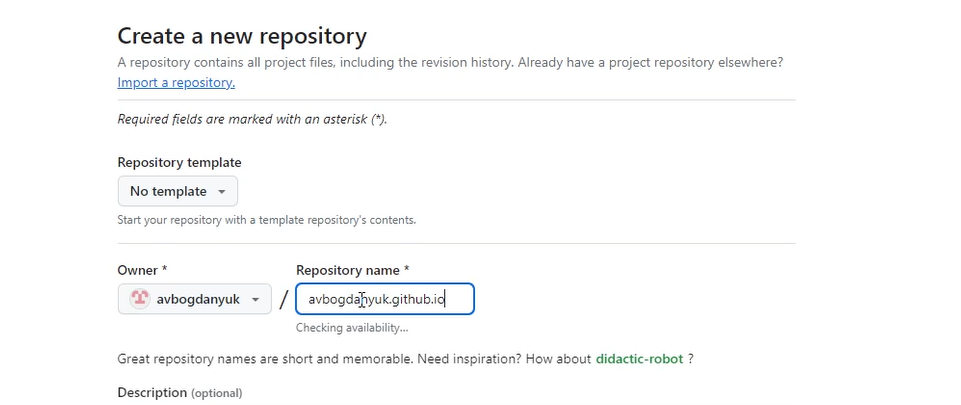 Create a new repository
A repository contains all project files, including the revision history. Already have a project repository elsewhere?
Import a repository.
Required fields are marked with an asterisk (*).
Repository template
No template
Start your repository with a template repository's contents.
Owner *
Repository name *
avbogdanyuk / avbogdanyuk.github.io
Checking availability...
Great repository names are short and memorable. Need inspiration? How about didactic-robot ?
Description (optional)